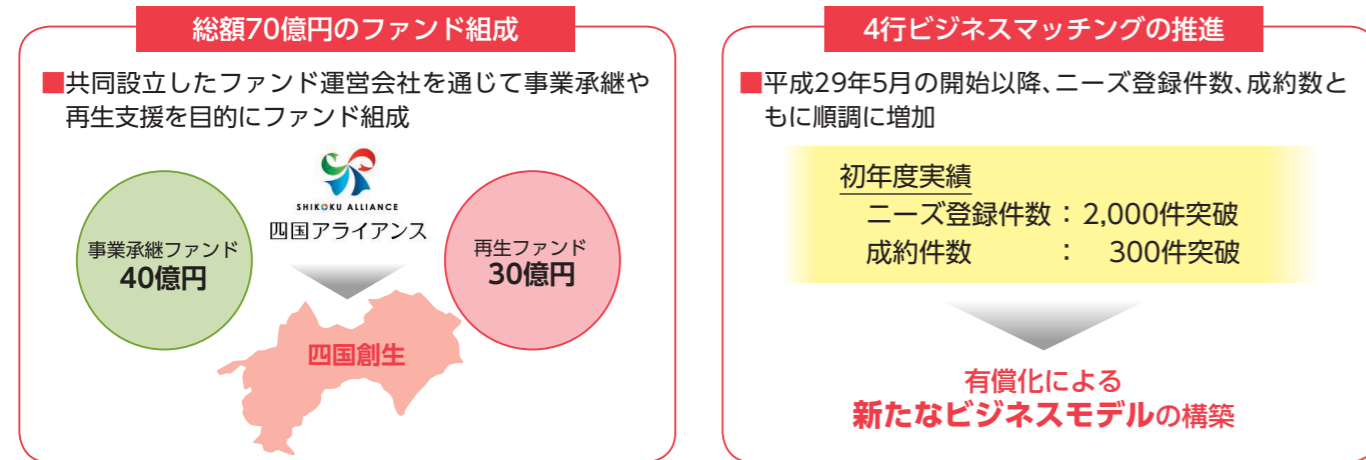 総額70億円のファンド組成
■共同設立したファンド運営会社を通じて事業承継や
再生支援を目的にファンド組成
SHIKOKU ALLIANCE
四国アライアンス
事業承継ファンド
40億円
再生ファンド
30億円
四国創生
4行ビジネスマッチングの推進
■平成29年5月の開始以降、ニーズ登録件数、成約数と
もに順調に増加
初年度実績
ニーズ登録件数：2,000件突破
成約件数　　　：　300件突破
有償化による
新たなビジネスモデルの構築